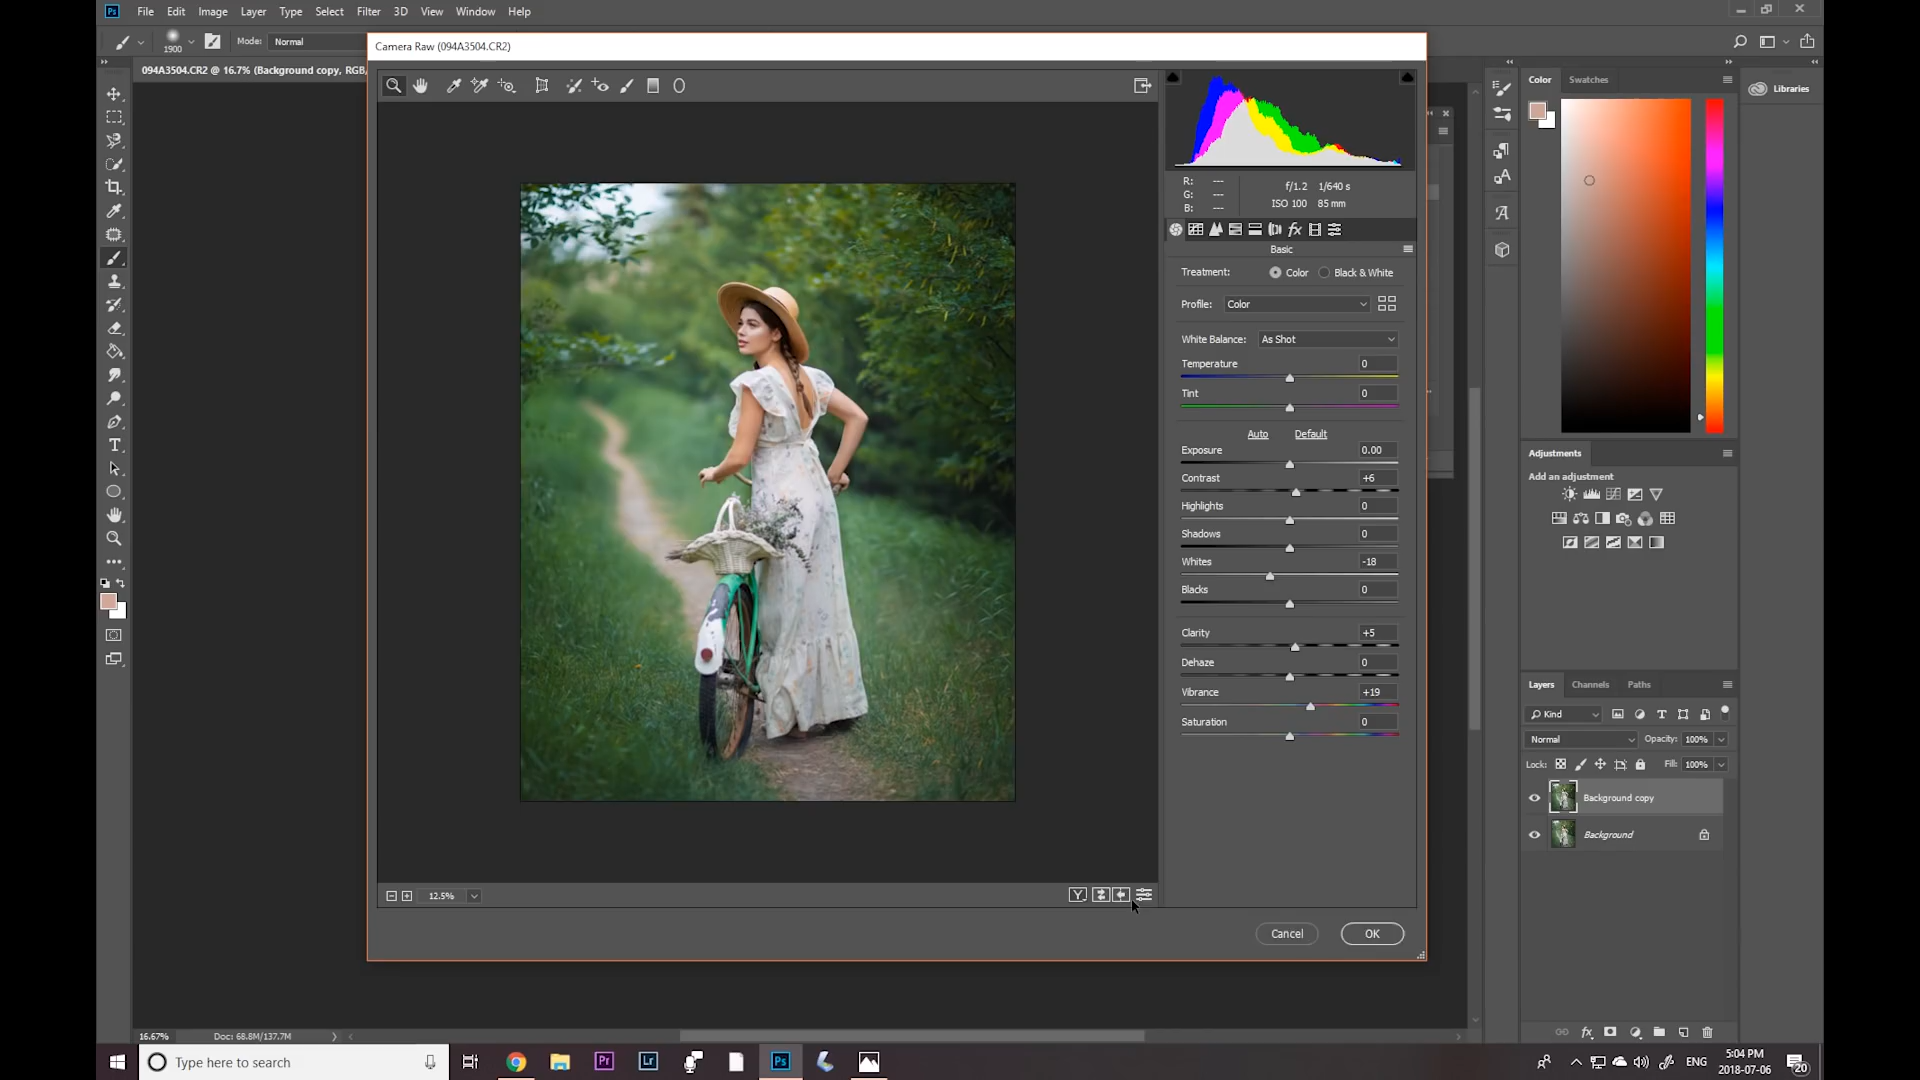 Ps File Edit Image Layer Type Select Filter 3D View Window Help
1900 Mode: Normal
094A3504.CR2 @ 16.7% (Background copy, RGB/
Camera Raw (094A3504.CR2)
R: ---
G: ---
B: ---
f/1.2 1/640 s
ISO 100 85 mm
Basic
Treatment: Color Black & White
Profile: Color
White Balance: As Shot
Temperature 0
Tint 0
Auto Default
Exposure 0.00
Contrast +6
Highlights 0
Shadows 0
Whites -18
Blacks 0
Clarity +5
Dehaze 0
Vibrance +19
Saturation 0
12.5%
Cancel OK
Color Swatches
Libraries
Adjustments
Add an adjustment
Layers Channels Paths
Kind
Normal Opacity: 100%
Lock: Fill: 100%
Background copy
Background
16.67% Doc: 68.8M/137.7M
Type here to search
Pr Lr Ps
ENG
5:04 PM
2018-07-06
20